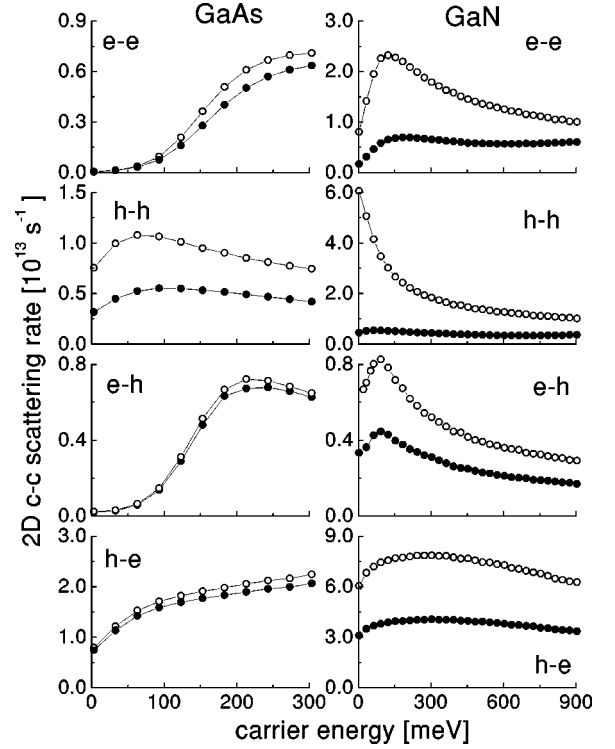 GaAs GaN
2D c-c scattering rate [10¹³ s⁻¹]
e-e
0.9
0.6
0.3
0.0
e-e
3.0
2.0
1.0
0.0
h-h
1.5
1.0
0.5
0.0
h-h
6.0
4.0
2.0
0.0
e-h
0.8
0.4
0.0
e-h
0.8
0.4
0.0
h-e
3.0
2.0
1.0
0.0
h-e
9.0
6.0
3.0
0.0
0 100 200 300 0 300 600 900
carrier energy [meV] carrier energy [meV]